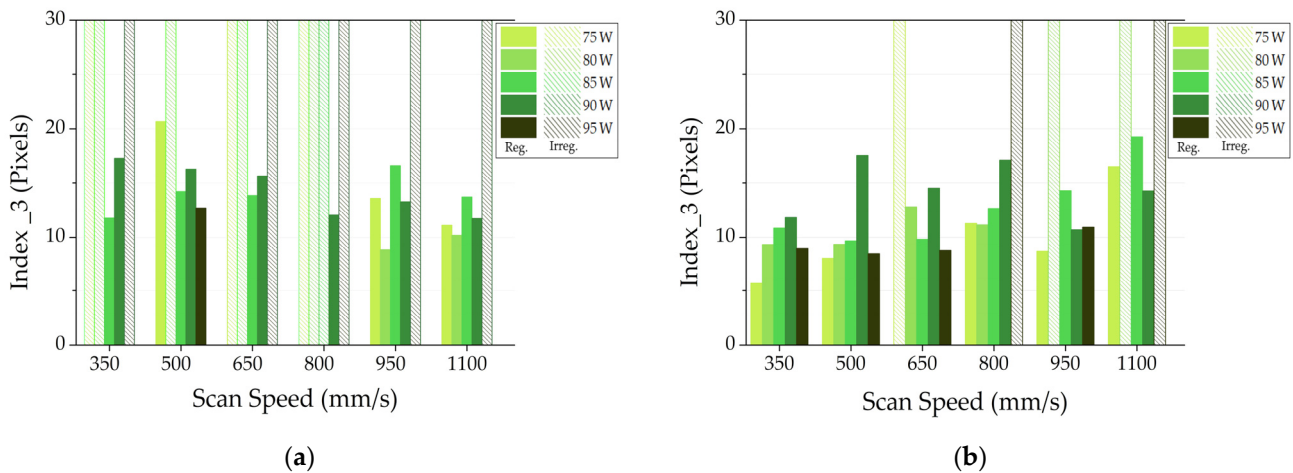 30
20
10
0
Index_3 (Pixels)
75 W
80 W
85 W
90 W
95 W
Reg. Irreg.
350 500 650 800 950 1100
Scan Speed (mm/s)
(a)
30
20
10
0
Index_3 (Pixels)
75 W
80 W
85 W
90 W
95 W
Reg. Irreg.
350 500 650 800 950 1100
Scan Speed (mm/s)
(b)